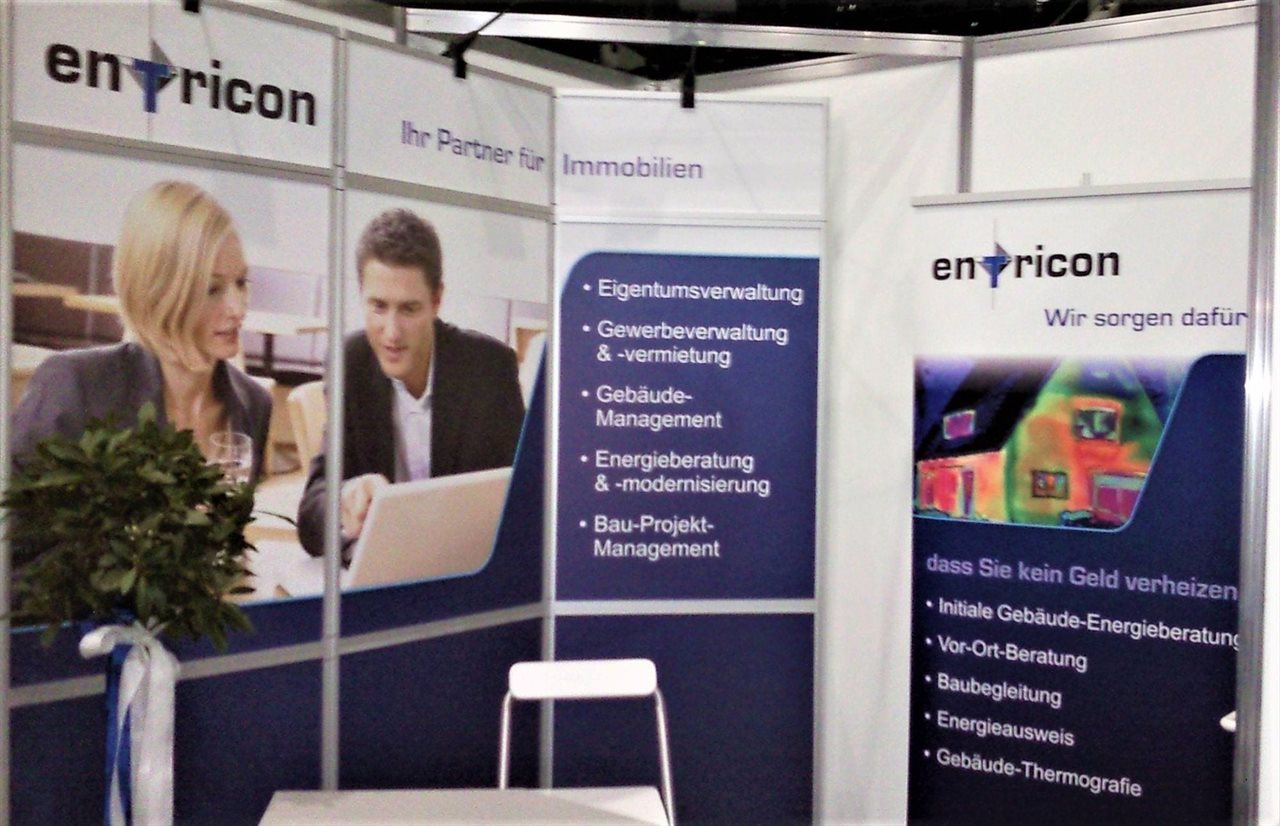 entricon
Ihr Partner für Immobilien
• Eigentumsverwaltung
• Gewerbeverwaltung
& -vermietung
• Gebäude-
Management
• Energieberatung
& -modernisierung
• Bau-Projekt-
Management
entricon
Wir sorgen dafür
dass Sie kein Geld verheizen
• Initiale Gebäude-Energieberatung
• Vor-Ort-Beratung
• Baubegleitung
• Energieausweis
• Gebäude-Thermografie